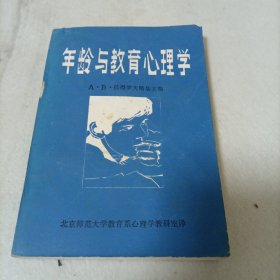 年龄与教育心理学
A·B·彼得罗夫斯基主编
北京师范大学教育系心理学教研室译